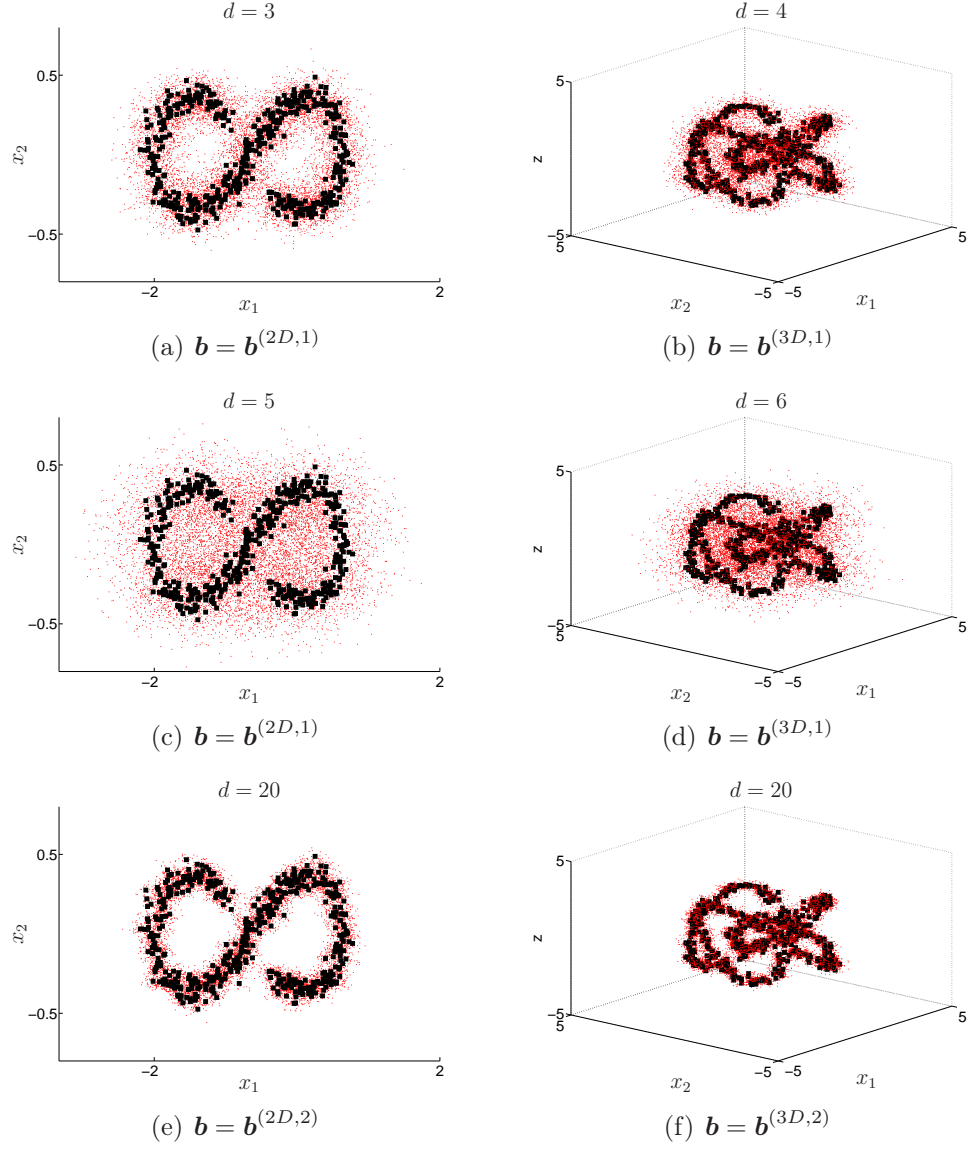 d = 3
0.5
x₂
−0.5
−2
2
x₁
(a) b = b^(2D,1)
d = 4
5
z
−5
5
x₂
−5
−5
x₁
5
(b) b = b^(3D,1)
d = 5
0.5
x₂
−0.5
−2
2
x₁
(c) b = b^(2D,1)
d = 6
5
z
−5
5
x₂
−5
−5
x₁
5
(d) b = b^(3D,1)
d = 20
0.5
x₂
−0.5
−2
2
x₁
(e) b = b^(2D,2)
d = 20
5
z
−5
5
x₂
−5
−5
x₁
5
(f) b = b^(3D,2)